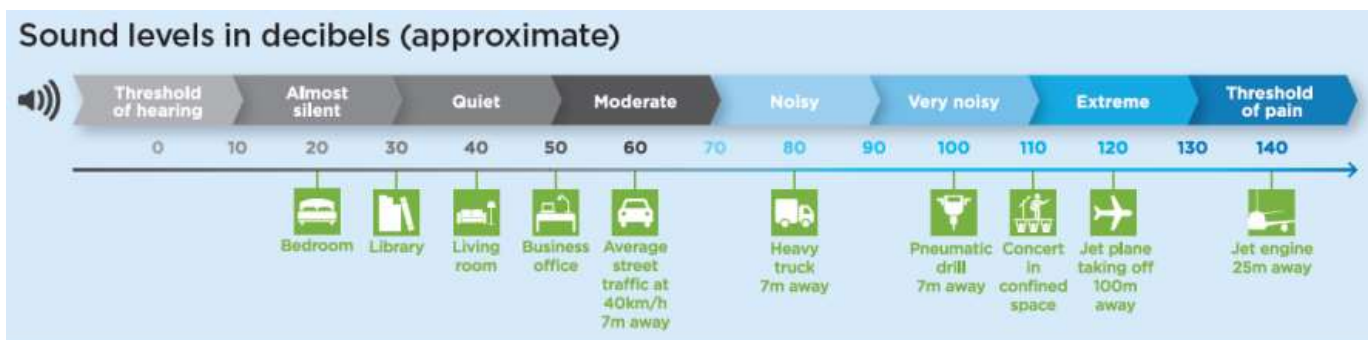 Sound levels in decibels (approximate)
Threshold of hearing Almost silent Quiet Moderate Noisy Very noisy Extreme Threshold of pain
0 10 20 30 40 50 60 70 80 90 100 110 120 130 140
Bedroom
Library
Living
room
Business
office
Average
street
traffic at
40km/h
7m away
Heavy
truck
7m away
Pneumatic
drill
7m away
Concert
in
confined
space
Jet plane
taking off
100m
away
Jet engine
25m away